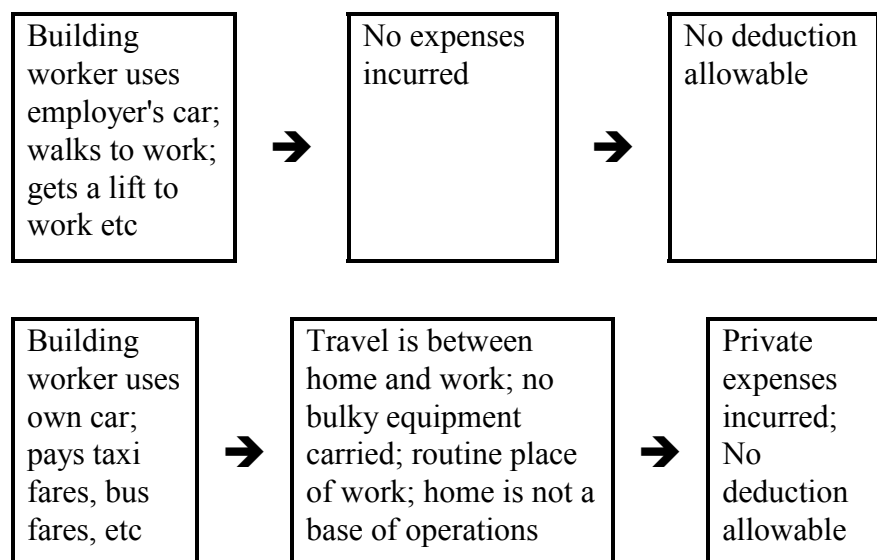 Building
worker uses
employer's car;
walks to work;
gets a lift to
work etc
No expenses
incurred
No deduction
allowable
Building
worker uses
own car;
pays taxi
fares, bus
fares, etc
Travel is between
home and work; no
bulky equipment
carried; routine place
of work; home is not a
base of operations
Private
expenses
incurred;
No
deduction
allowable